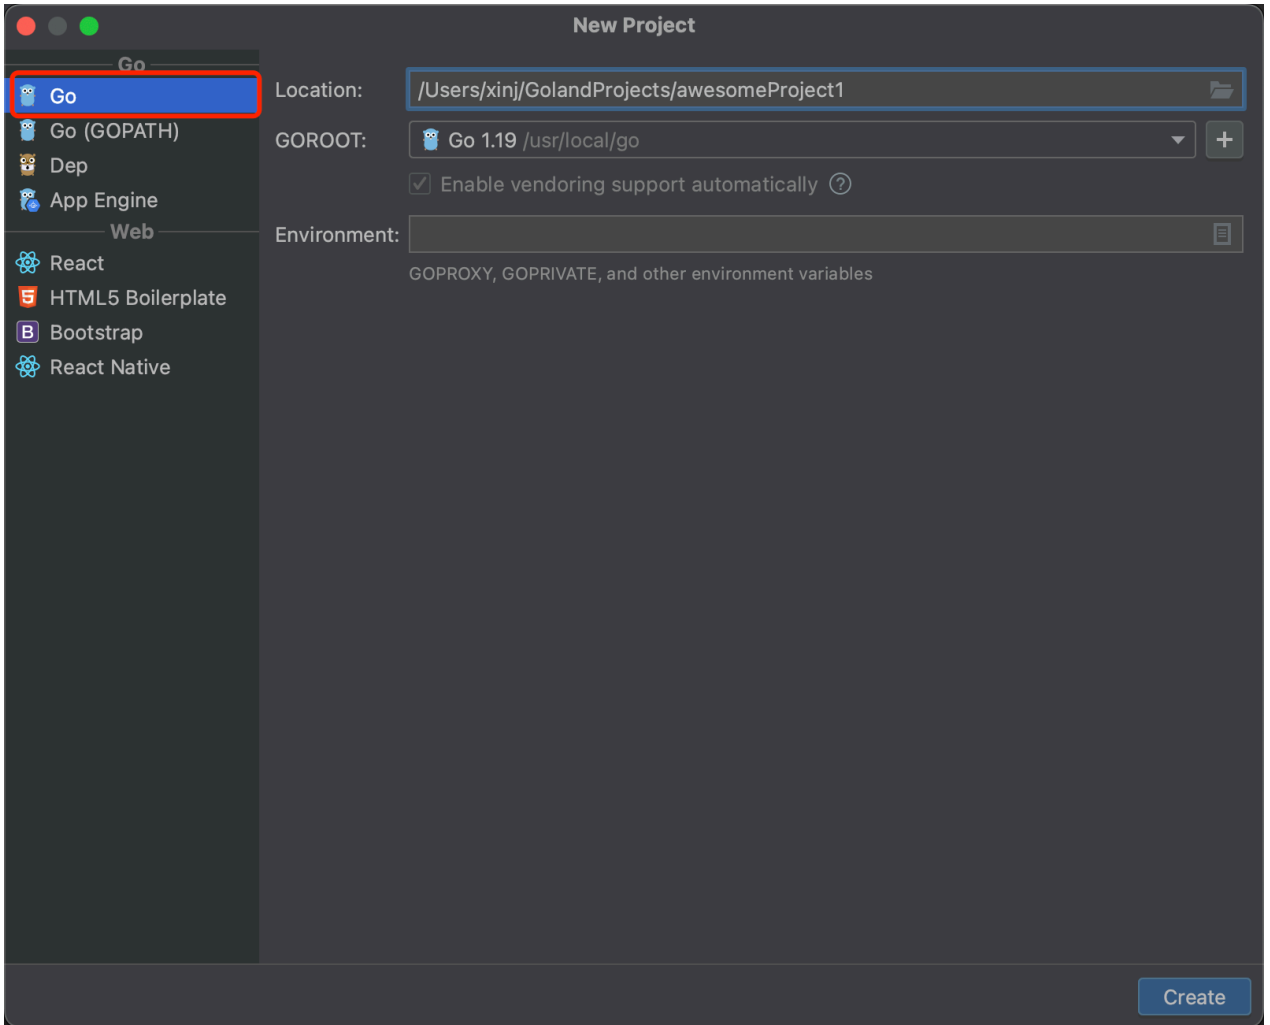 New Project
Go
Go
Go (GOPATH)
Dep
App Engine
Web
React
HTML5 Boilerplate
Bootstrap
React Native
Location: /Users/xinj/GolandProjects/awesomeProject1
GOROOT: Go 1.19 /usr/local/go
Enable vendoring support automatically ?
Environment:
GOPROXY, GOPRIVATE, and other environment variables
Create